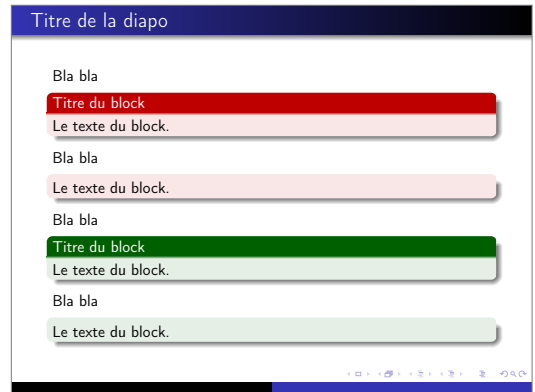 Titre de la diapo
Bla bla
Titre du block
Le texte du block.
Bla bla
Le texte du block.
Bla bla
Titre du block
Le texte du block.
Bla bla
Le texte du block.